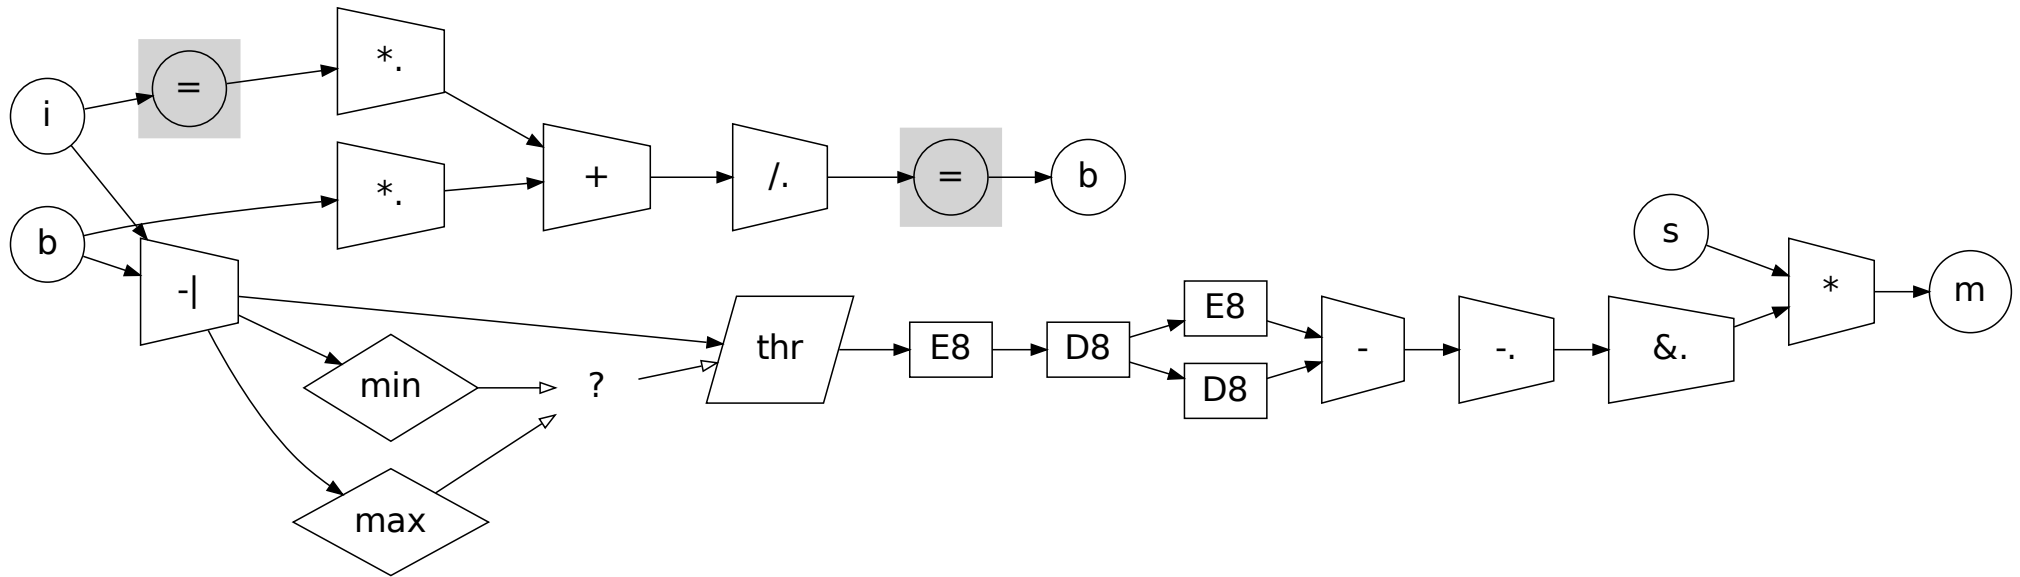 i
=
*.
b
*.
+
/.
=
b
-|
min
max
?
thr
E8
D8
E8
D8
-
-.
&.
s
*
m